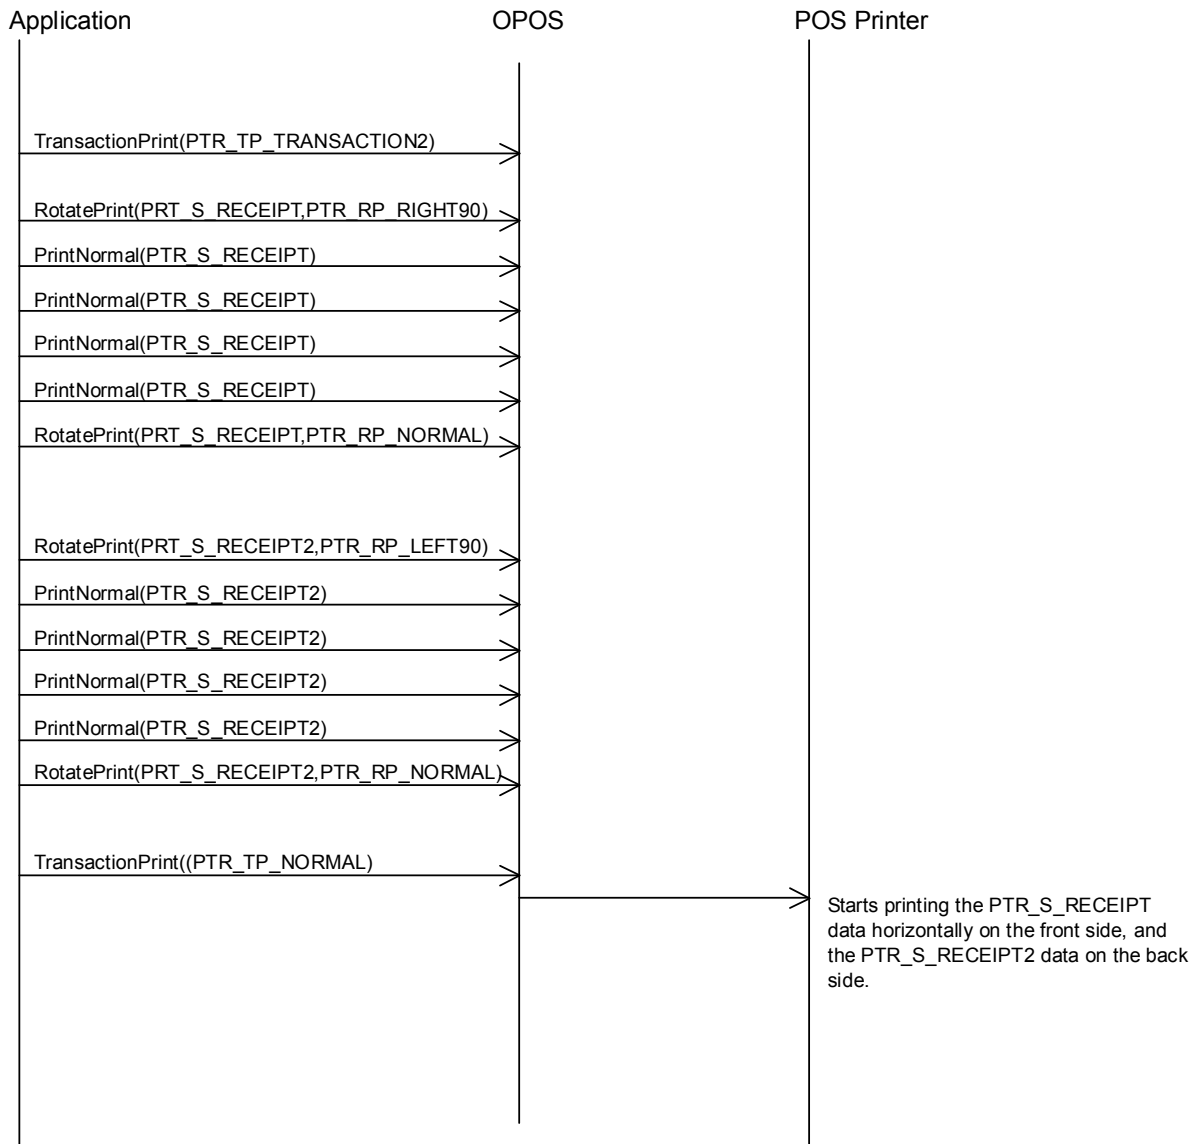 Application OPOS POS Printer
TransactionPrint(PTR_TP_TRANSACTION2)
RotatePrint(PRT_S_RECEIPT,PTR_RP_RIGHT90)
PrintNormal(PTR_S_RECEIPT)
PrintNormal(PTR_S_RECEIPT)
PrintNormal(PTR_S_RECEIPT)
PrintNormal(PTR_S_RECEIPT)
RotatePrint(PRT_S_RECEIPT,PTR_RP_NORMAL)
RotatePrint(PRT_S_RECEIPT2,PTR_RP_LEFT90)
PrintNormal(PTR_S_RECEIPT2)
PrintNormal(PTR_S_RECEIPT2)
PrintNormal(PTR_S_RECEIPT2)
PrintNormal(PTR_S_RECEIPT2)
RotatePrint(PRT_S_RECEIPT2,PTR_RP_NORMAL)
TransactionPrint((PTR_TP_NORMAL)
Starts printing the PTR_S_RECEIPT
data horizontally on the front side, and
the PTR_S_RECEIPT2 data on the back
side.